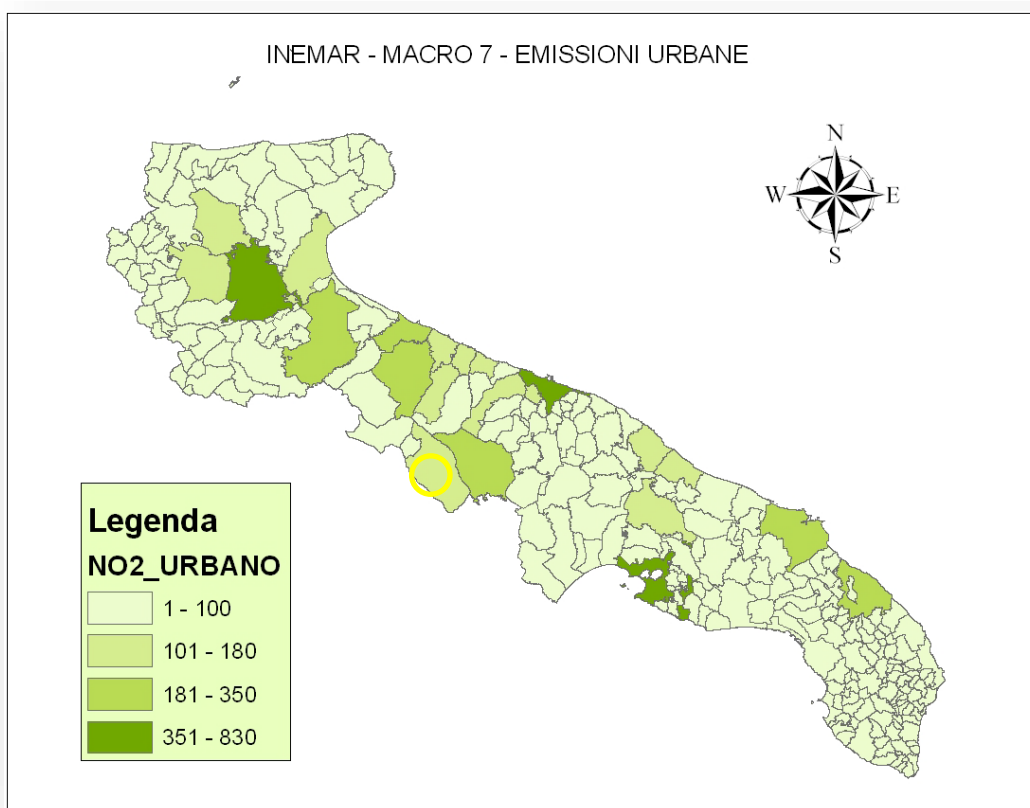 INEMAR - MACRO 7 - EMISSIONI URBANE
N
W E
S
Legenda
NO2_URBANO
1 - 100
101 - 180
181 - 350
351 - 830